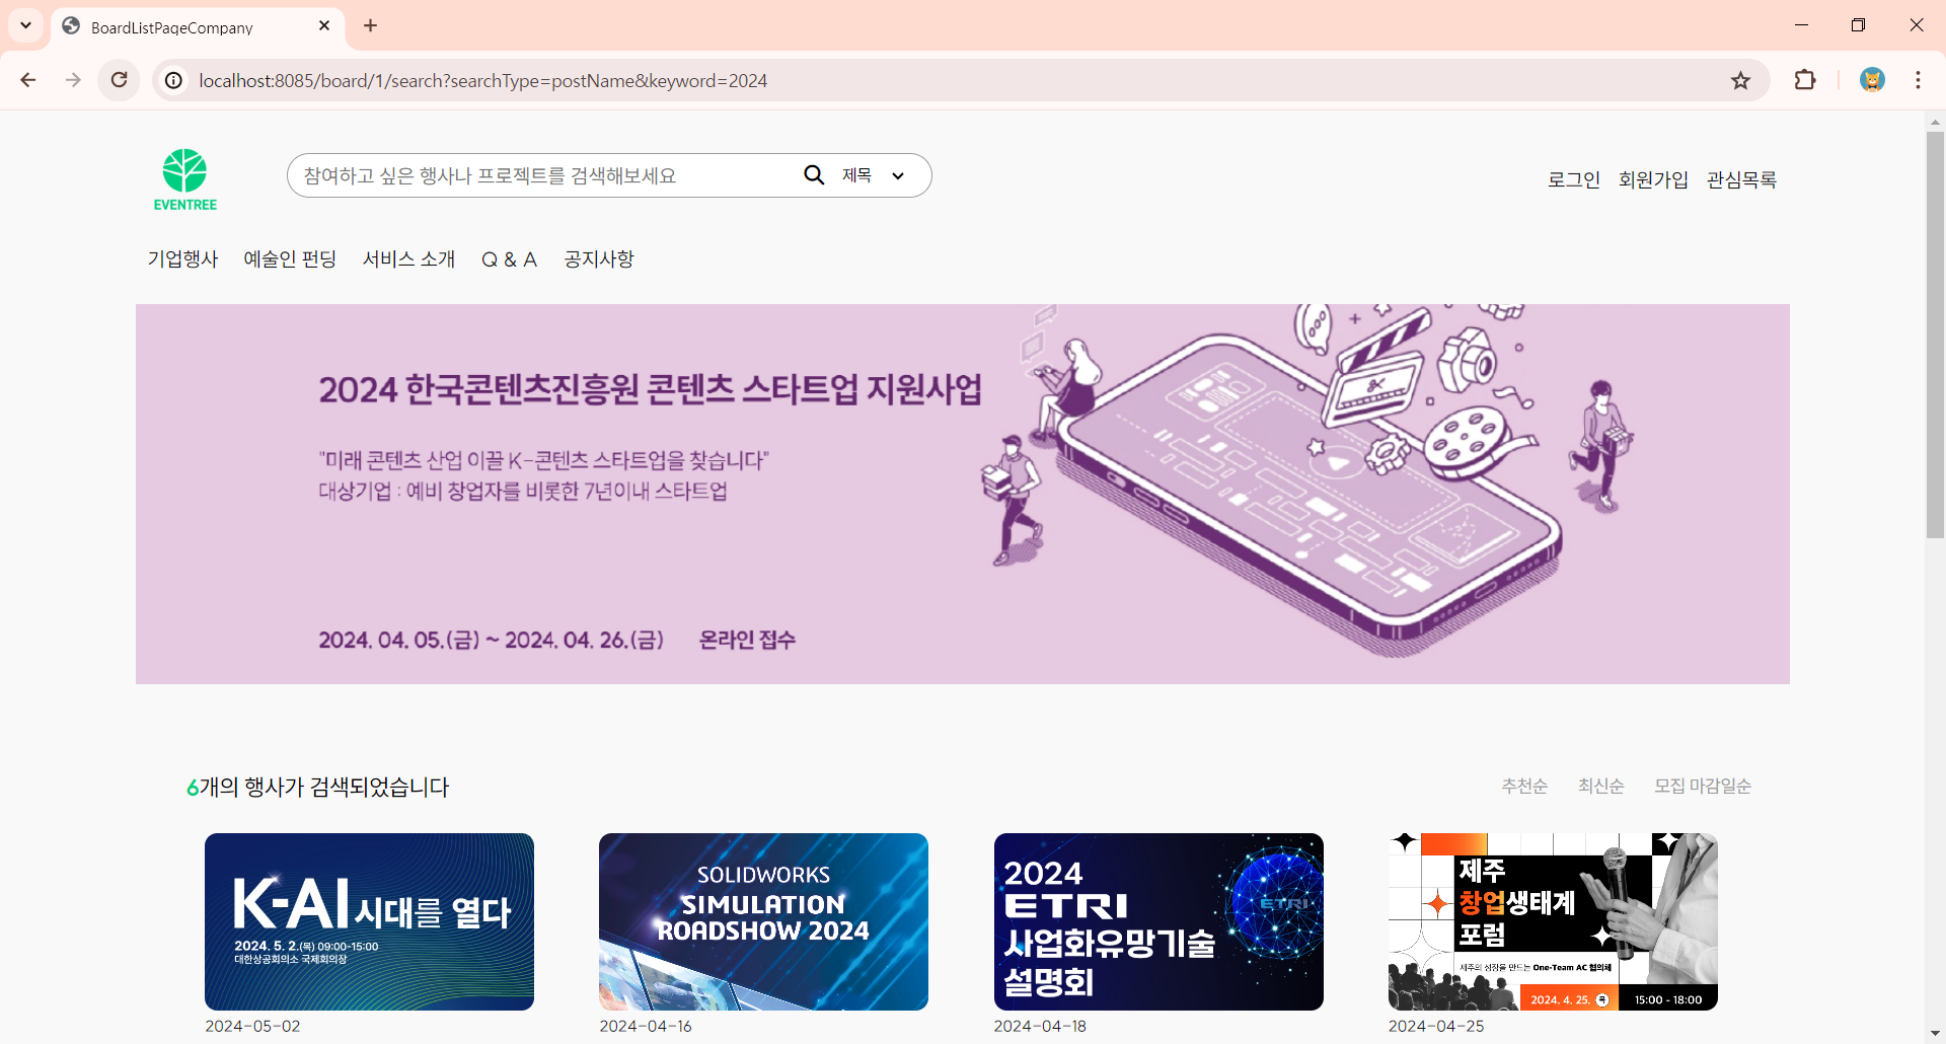 BoardListPageCompany
localhost:8085/board/1/search?searchType=postName&keyword=2024
EVENTREE
참여하고 싶은 행사나 프로젝트를 검색해보세요
제목
로그인 회원가입 관심목록
기업행사 예술인 펀딩 서비스 소개 Q & A 공지사항
2024 한국콘텐츠진흥원 콘텐츠 스타트업 지원사업
"미래 콘텐츠 산업 이끌 K-콘텐츠 스타트업을 찾습니다"
대상기업 : 예비 창업자를 비롯한 7년이내 스타트업
2024. 04. 05.(금) ~ 2024. 04. 26.(금) 온라인 접수
6개의 행사가 검색되었습니다
추천순 최신순 모집 마감일순
K-AI 시대를 열다
2024. 5. 2.(목) 09:00-15:00
대한상공회의소 국제회의장
2024-05-02
SOLIDWORKS
SIMULATION
ROADSHOW 2024
2024-04-16
2024
ETRI
사업화유망기술
설명회
ETRI
2024-04-18
제주
창업생태계
포럼
제주의 성장을 만드는 One-Team AC 협의체
2024. 4. 25. 목 15:00 - 18:00
2024-04-25